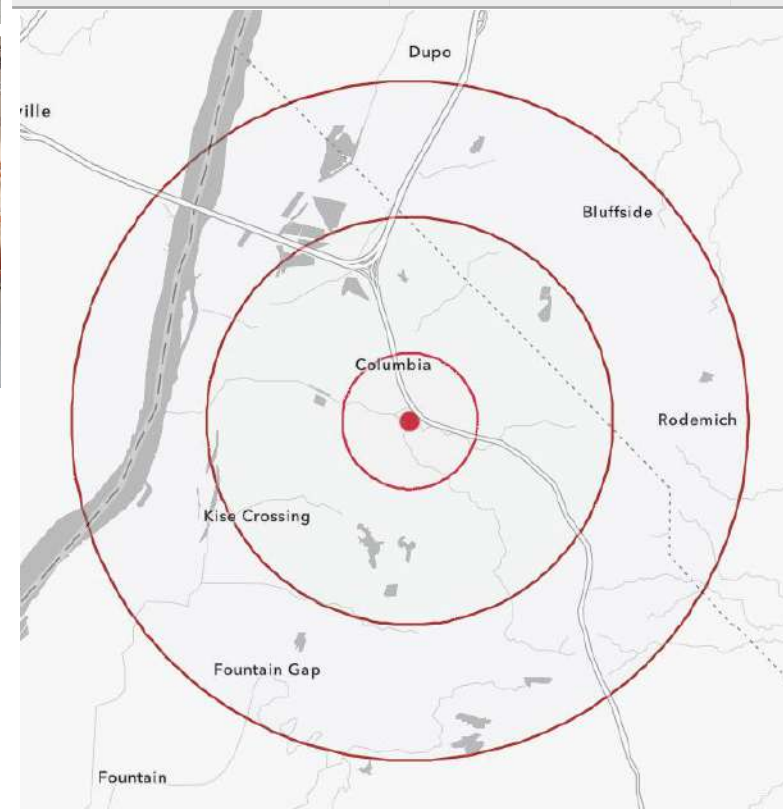 Dupo
ville
Bluffside
Columbia
Rodemich
Kise Crossing
Fountain Gap
Fountain